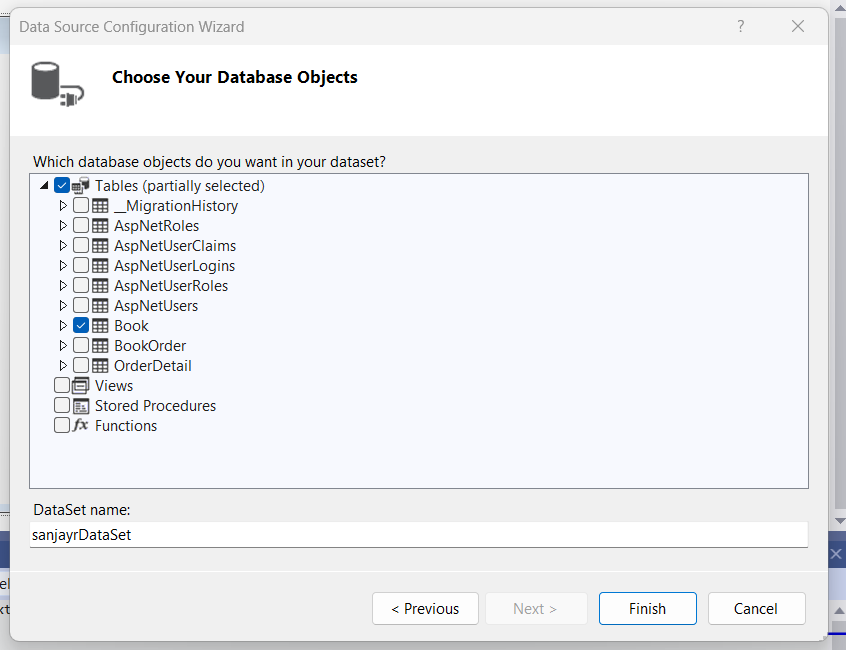 Data Source Configuration Wizard
?
Choose Your Database Objects
Which database objects do you want in your dataset?
Tables (partially selected)
__MigrationHistory
AspNetRoles
AspNetUserClaims
AspNetUserLogins
AspNetUserRoles
AspNetUsers
Book
BookOrder
OrderDetail
Views
Stored Procedures
fx Functions
DataSet name:
sanjayrDataSet
< Previous
Next >
Finish
Cancel